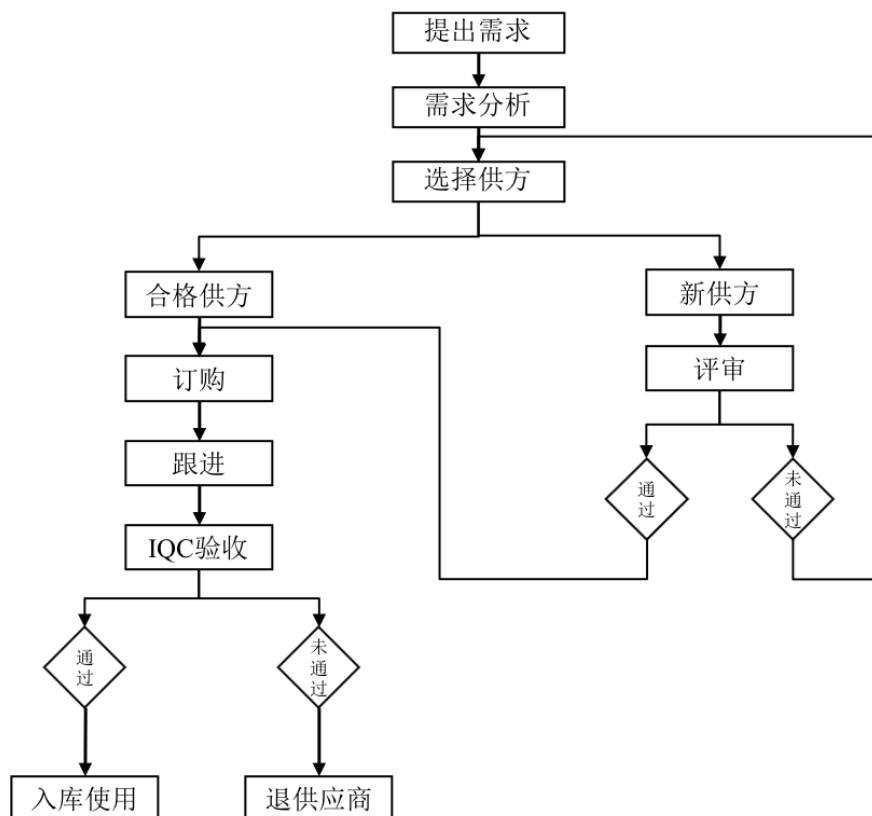 提出需求
需求分析
选择供方
合格供方
新供方
订购
评审
跟进
通过
未通过
IQC验收
通过
未通过
入库使用
退供应商